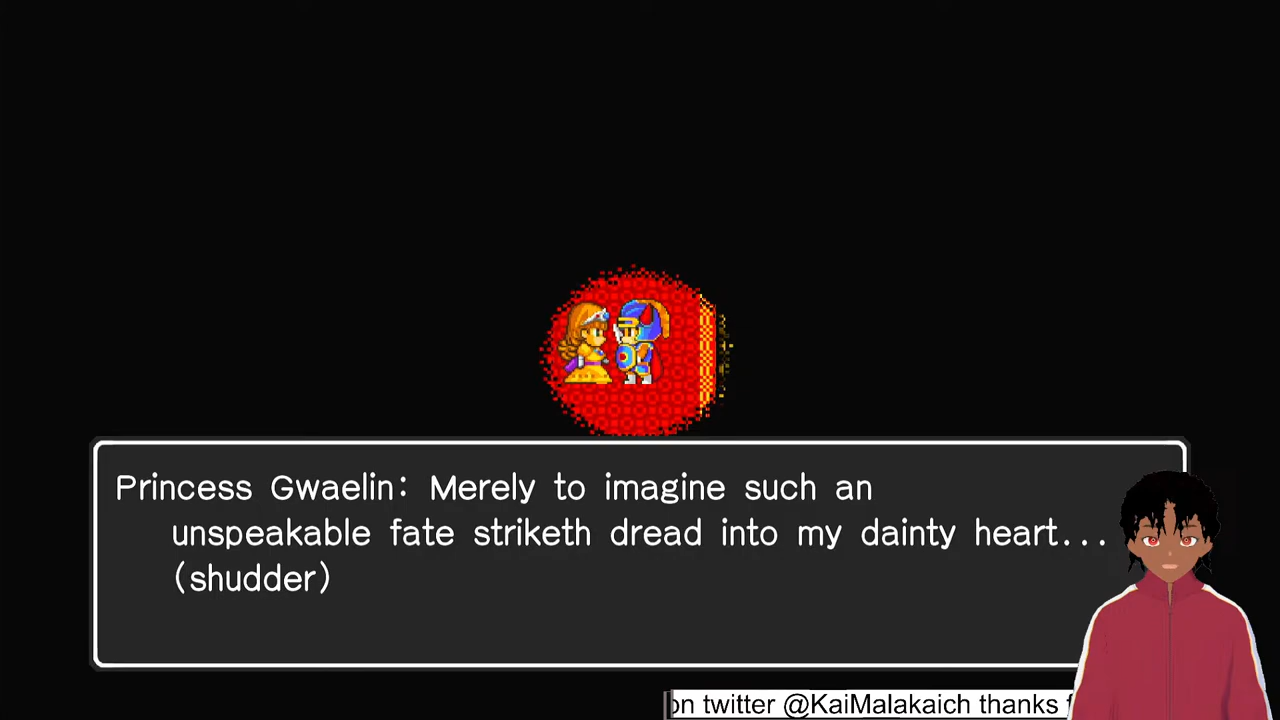 Princess Gwaelin: Merely to imagine such an
unspeakable fate striketh dread into my dainty heart...
(shudder)
on twitter @KaiMalakaich thanks